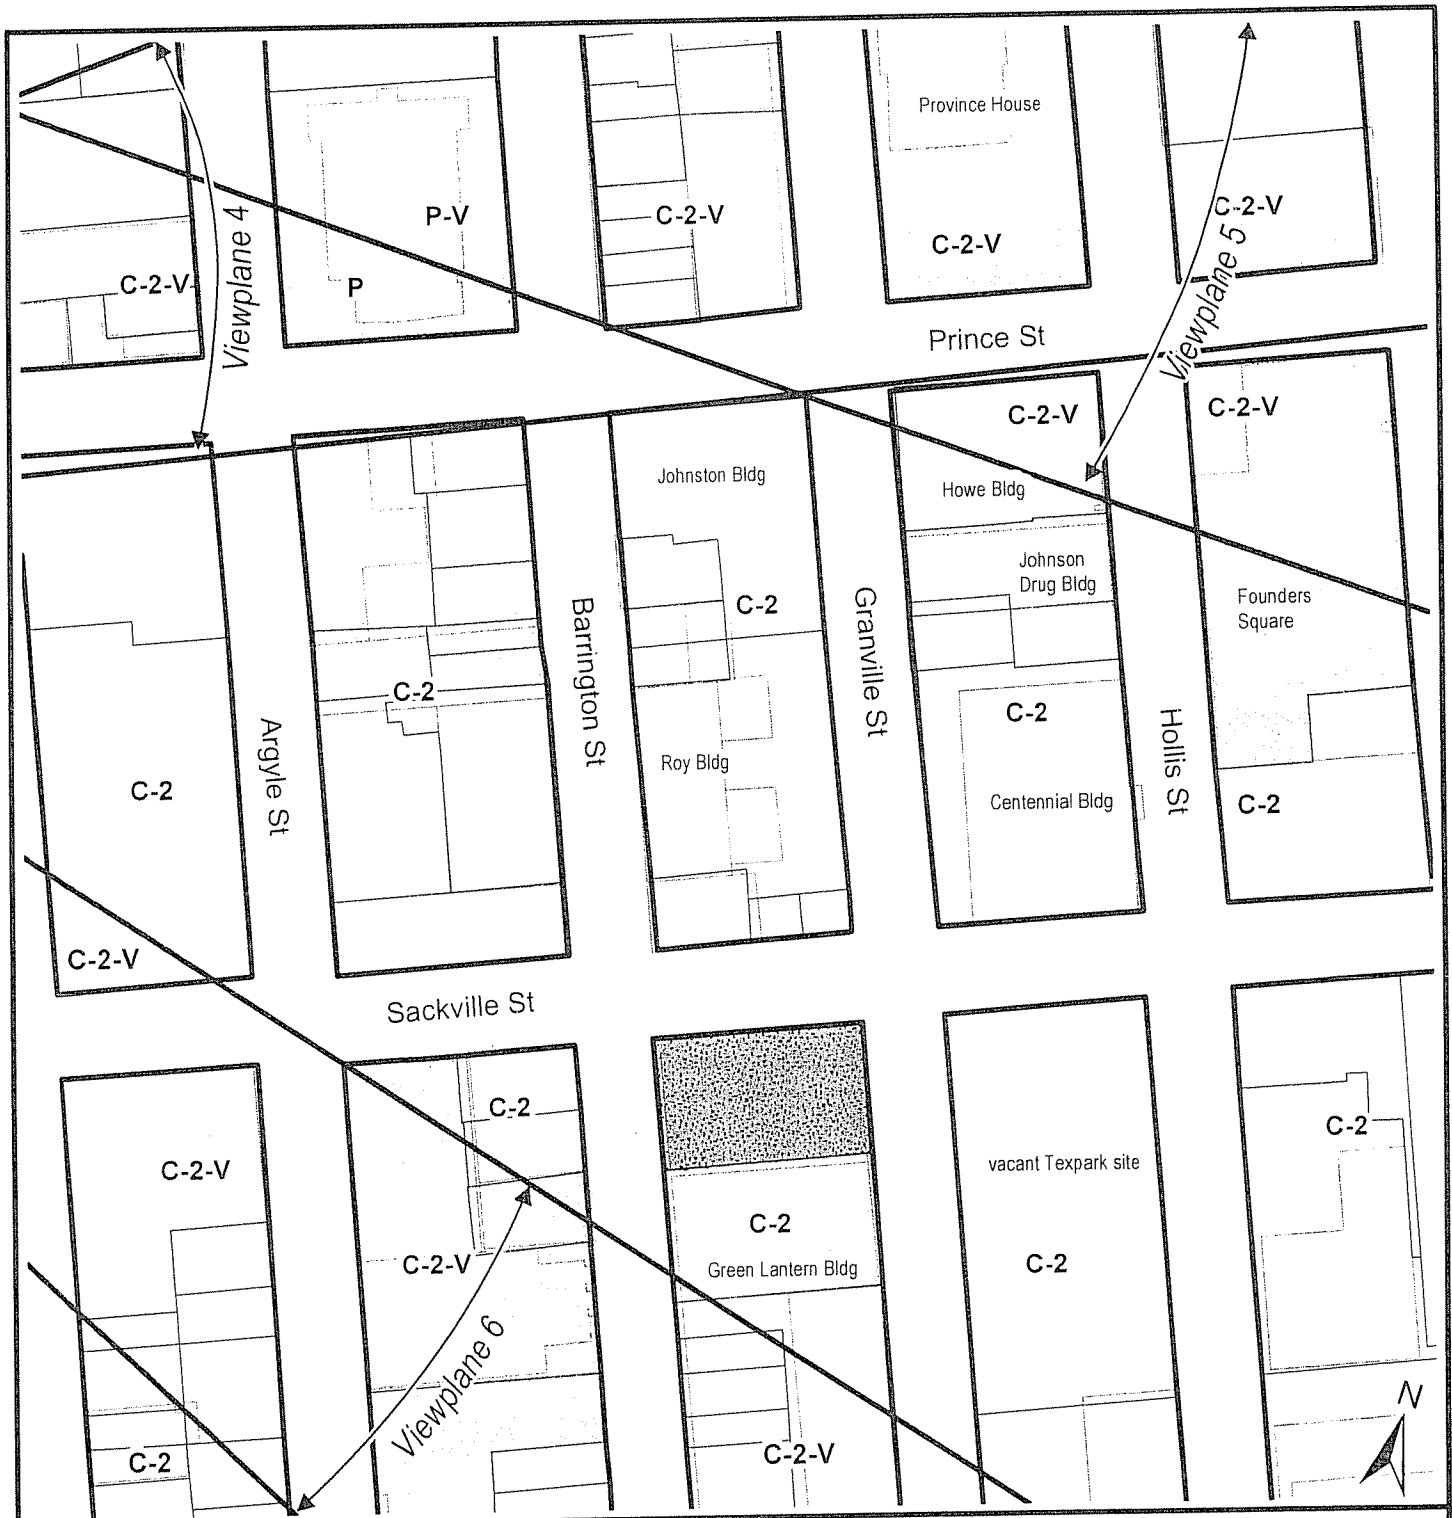 Province House
P-V
C-2-V
C-2-V
C-2-V
C-2-V
P
Viewplane 4
Viewplane 5
Prince St
C-2-V
C-2-V
Johnston Bldg
Howe Bldg
Johnson
Drug Bldg
Founders
Square
C-2
Barrington St
Granville St
C-2
C-2
Argyle St
Hollis St
Roy Bldg
C-2
Centennial Bldg
C-2
C-2-V
Sackville St
C-2
C-2
C-2-V
vacant Texpark site
C-2
C-2-V
Green Lantern Bldg
C-2
Viewplane 6
N
C-2
C-2-V